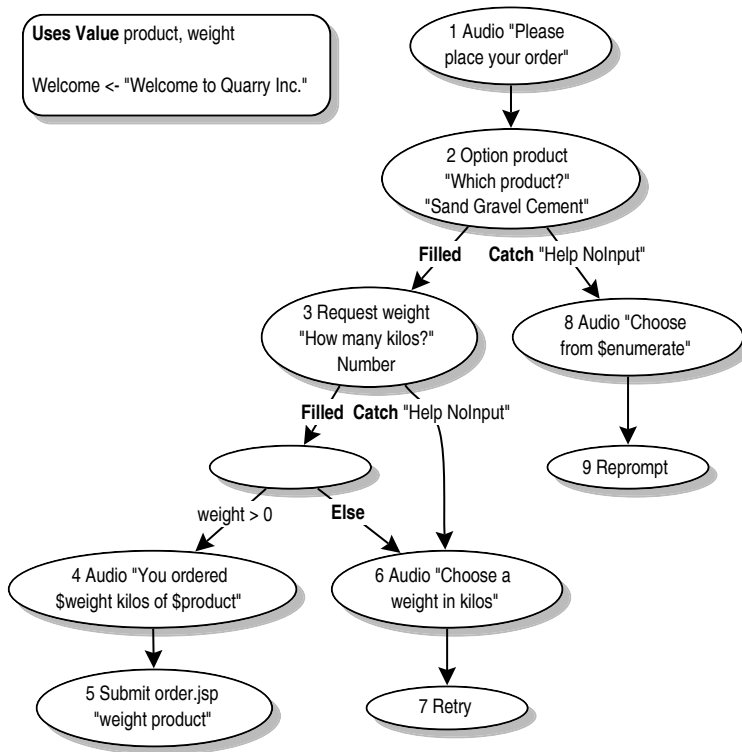 Uses Value product, weight
Welcome <- "Welcome to Quarry Inc."
1 Audio "Please
place your order"
2 Option product
"Which product?"
"Sand Gravel Cement"
Filled
Catch "Help NoInput"
3 Request weight
"How many kilos?"
Number
8 Audio "Choose
from $enumerate"
Filled
Catch "Help NoInput"
9 Reprompt
weight > 0
Else
4 Audio "You ordered
$weight kilos of $product"
6 Audio "Choose a
weight in kilos"
5 Submit order.jsp
"weight product"
7 Retry